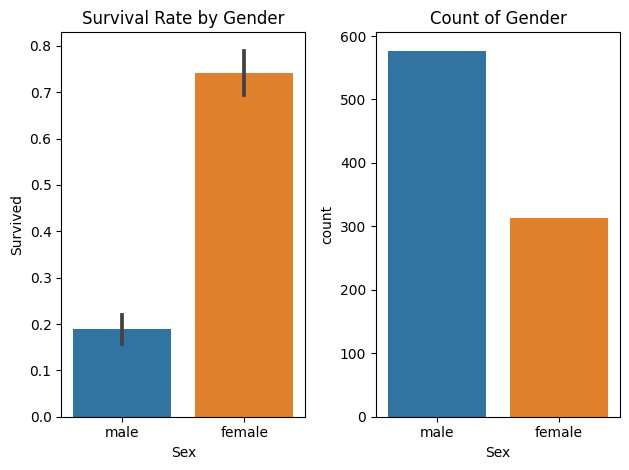 Survival Rate by Gender
0.8
0.7
0.6
0.5
0.4
0.3
0.2
0.1
0.0
Survived
male
female
Sex
Count of Gender
600
500
400
300
200
100
0
count
male
female
Sex